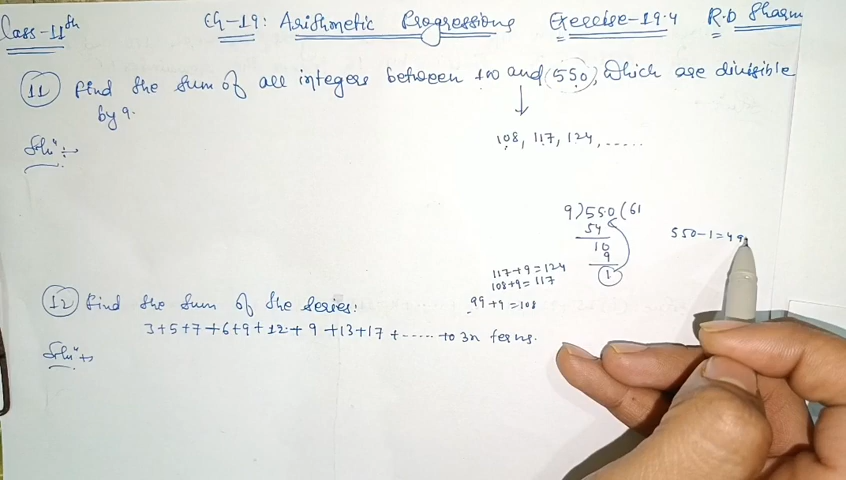 Class-11th Ch-19: Arithmetic Progressions Exercise-19.4 R.D Sharma
11 Find the sum of all integers between 100 and 550, which are divisible
by 9.
108, 117, 124, .....
Soln :-
9)550(61
54
10
9
1
550-1=49
117+9=124
108+9=117
99+9=108
12 Find the sum of the series:
3+5+7+6+9+12+9+13+17+..... to 3n terms.
Soln :-